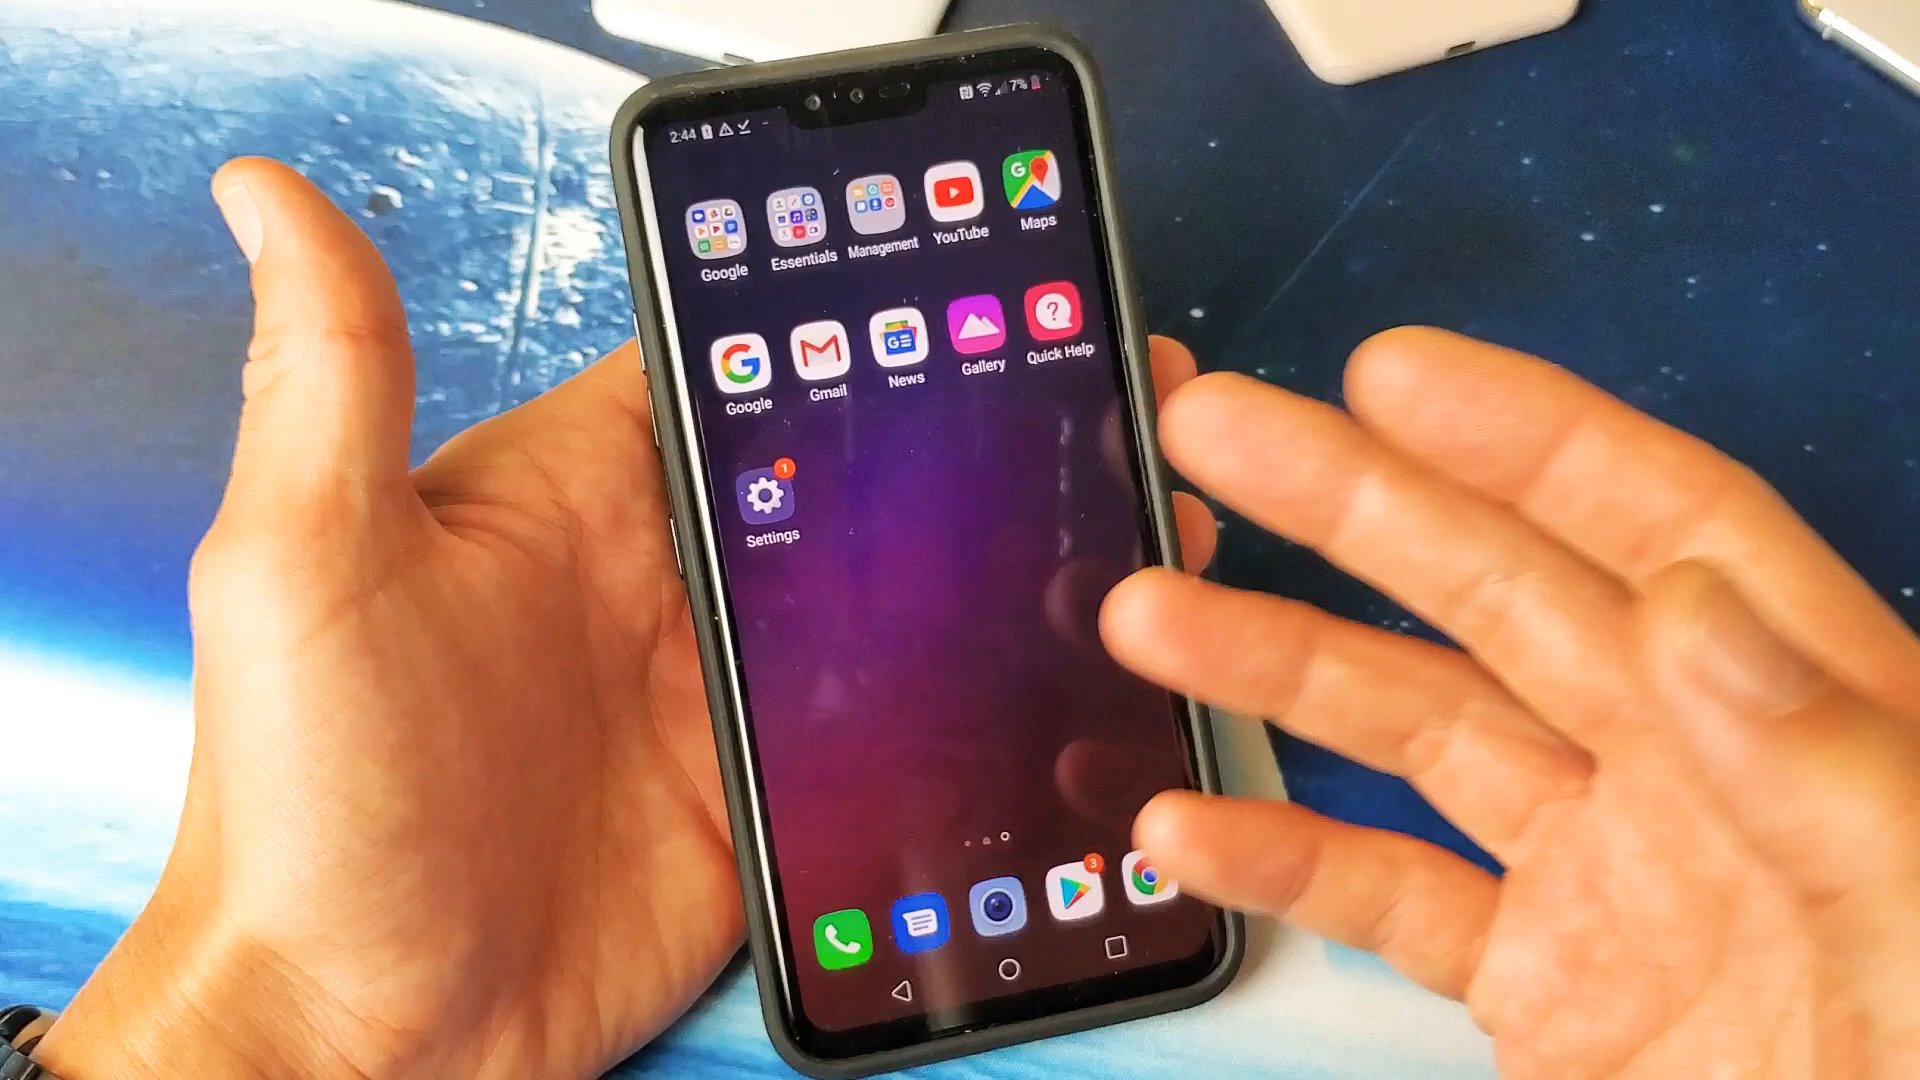 2:44 7%
Google Essentials Management YouTube Maps
Google Gmail News Gallery Quick Help
1
Settings
3